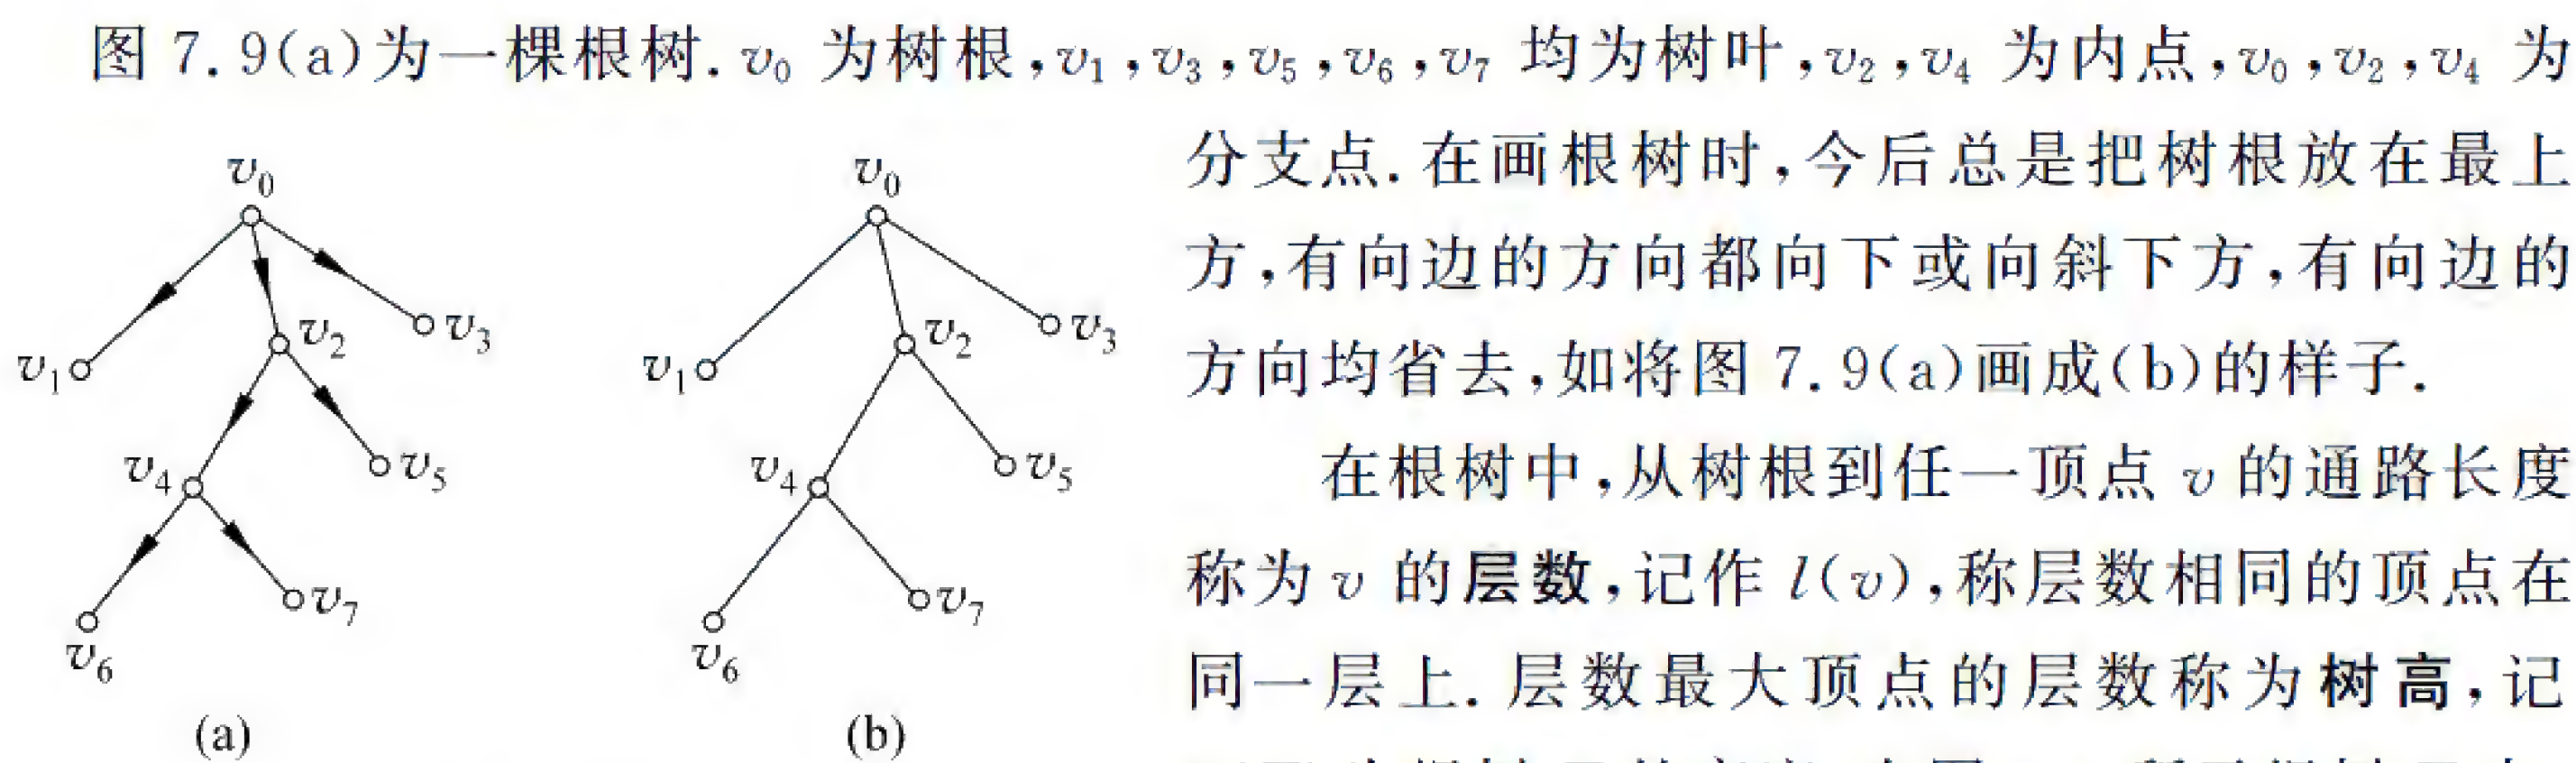 图 7.9(a)为一棵根树. v₀ 为树根,v₁,v₃,v₅,v₆,v₇ 均为树叶,v₂,v₄ 为内点,v₀,v₂,v₄ 为
分支点. 在画根树时,今后总是把树根放在最上
方,有向边的方向都向下或向斜下方,有向边的
方向均省去,如将图 7.9(a)画成(b)的样子.
在根树中,从树根到任一顶点 v 的通路长度
称为 v 的层数,记作 l(v),称层数相同的顶点在
同一层上. 层数最大顶点的层数称为树高,记
v₀
v₁
v₂
v₃
v₄
v₅
v₆
v₇
(a)
v₀
v₁
v₂
v₃
v₄
v₅
v₆
v₇
(b)